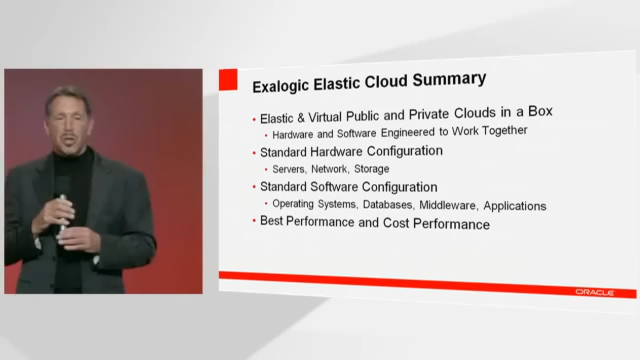 Exalogic Elastic Cloud Summary
• Elastic & Virtual Public and Private Clouds in a Box
• Hardware and Software Engineered to Work Together
• Standard Hardware Configuration
• Servers, Network, Storage
• Standard Software Configuration
• Operating Systems, Databases, Middleware, Applications
• Best Performance and Cost Performance
ORACLE